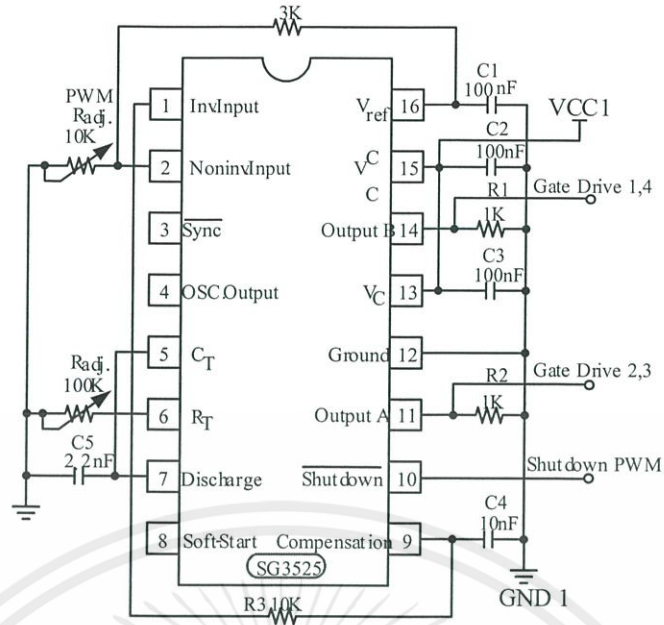 3K
C1
100nF
VCC1
PWM
Radj.
10K
1
InvInput
Vref
16
C2
100nF
2
NoninvInput
VC
C
15
R1
Gate Drive 1,4
1K
3
Sync
Output B
14
C3
100nF
4
OSC.Output
VC
13
Radj.
100K
5
CT
Ground
12
R2
Gate Drive 2,3
1K
6
RT
Output A
11
C5
2.2nF
7
Discharge
Shutdown
10
Shutdown PWM
C4
10nF
8
Soft-Start
Compensation
9
SG3525
R3 10K
GND 1